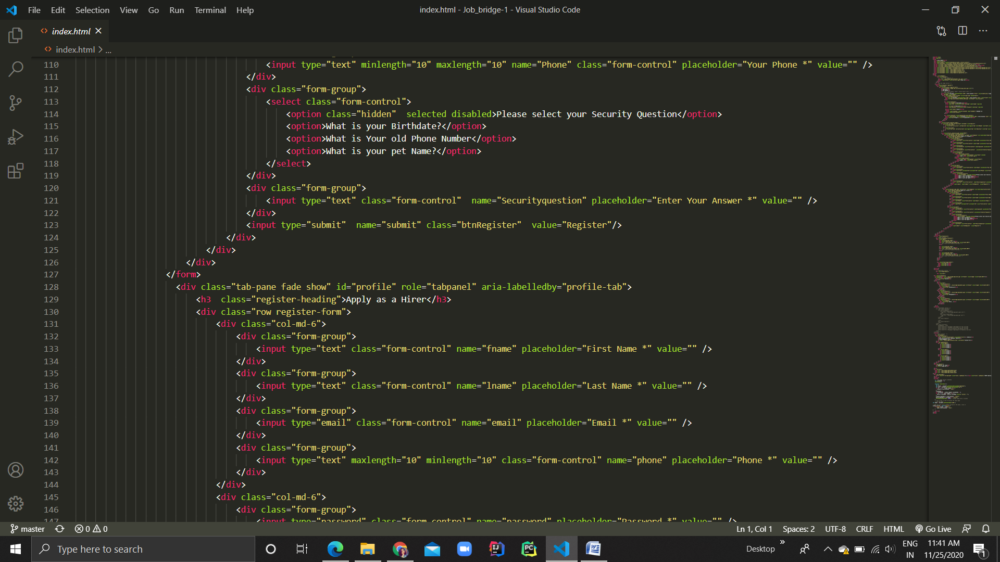 File Edit Selection View Go Run Terminal Help
index.html - Job_bridge-1 - Visual Studio Code
<> index.html ×
<> index.html > ...
110 <input type="text" minlength="10" maxlength="10" name="Phone" class="form-control" placeholder="Your Phone *" value="" />
111 </div>
112 <div class="form-group">
113 <select class="form-control">
114 <option class="hidden"  selected disabled>Please select your Security Question</option>
115 <option>What is your Birthdate?</option>
116 <option>What is Your old Phone Number</option>
117 <option>What is your pet Name?</option>
118 </select>
119 </div>
120 <div class="form-group">
121 <input type="text" class="form-control"  name="Securityquestion" placeholder="Enter Your Answer *" value="" />
122 </div>
123 <input type="submit"  name="submit" class="btnRegister"  value="Register"/>
124 </div>
125 </div>
126 </div>
127 </form>
128 <div class="tab-pane fade show" id="profile" role="tabpanel" aria-labelledby="profile-tab">
129 <h3  class="register-heading">Apply as a Hirer</h3>
130 <div class="row register-form">
131 <div class="col-md-6">
132 <div class="form-group">
133 <input type="text" class="form-control" name="fname" placeholder="First Name *" value="" />
134 </div>
135 <div class="form-group">
136 <input type="text" class="form-control" name="lname" placeholder="Last Name *" value="" />
137 </div>
138 <div class="form-group">
139 <input type="email" class="form-control" name="email" placeholder="Email *" value="" />
140 </div>
141 <div class="form-group">
142 <input type="text" maxlength="10" minlength="10" class="form-control" name="phone" placeholder="Phone *" value="" />
143 </div>
144 </div>
145 <div class="col-md-6">
146 <div class="form-group">
147 <input type="password" class="form-control" name="password" placeholder="Password *" value="" />
master 0 0 Ln 1, Col 1 Spaces: 2 UTF-8 CRLF HTML Go Live
Type here to search
Desktop
ENG
IN
11:41 AM
11/25/2020
1